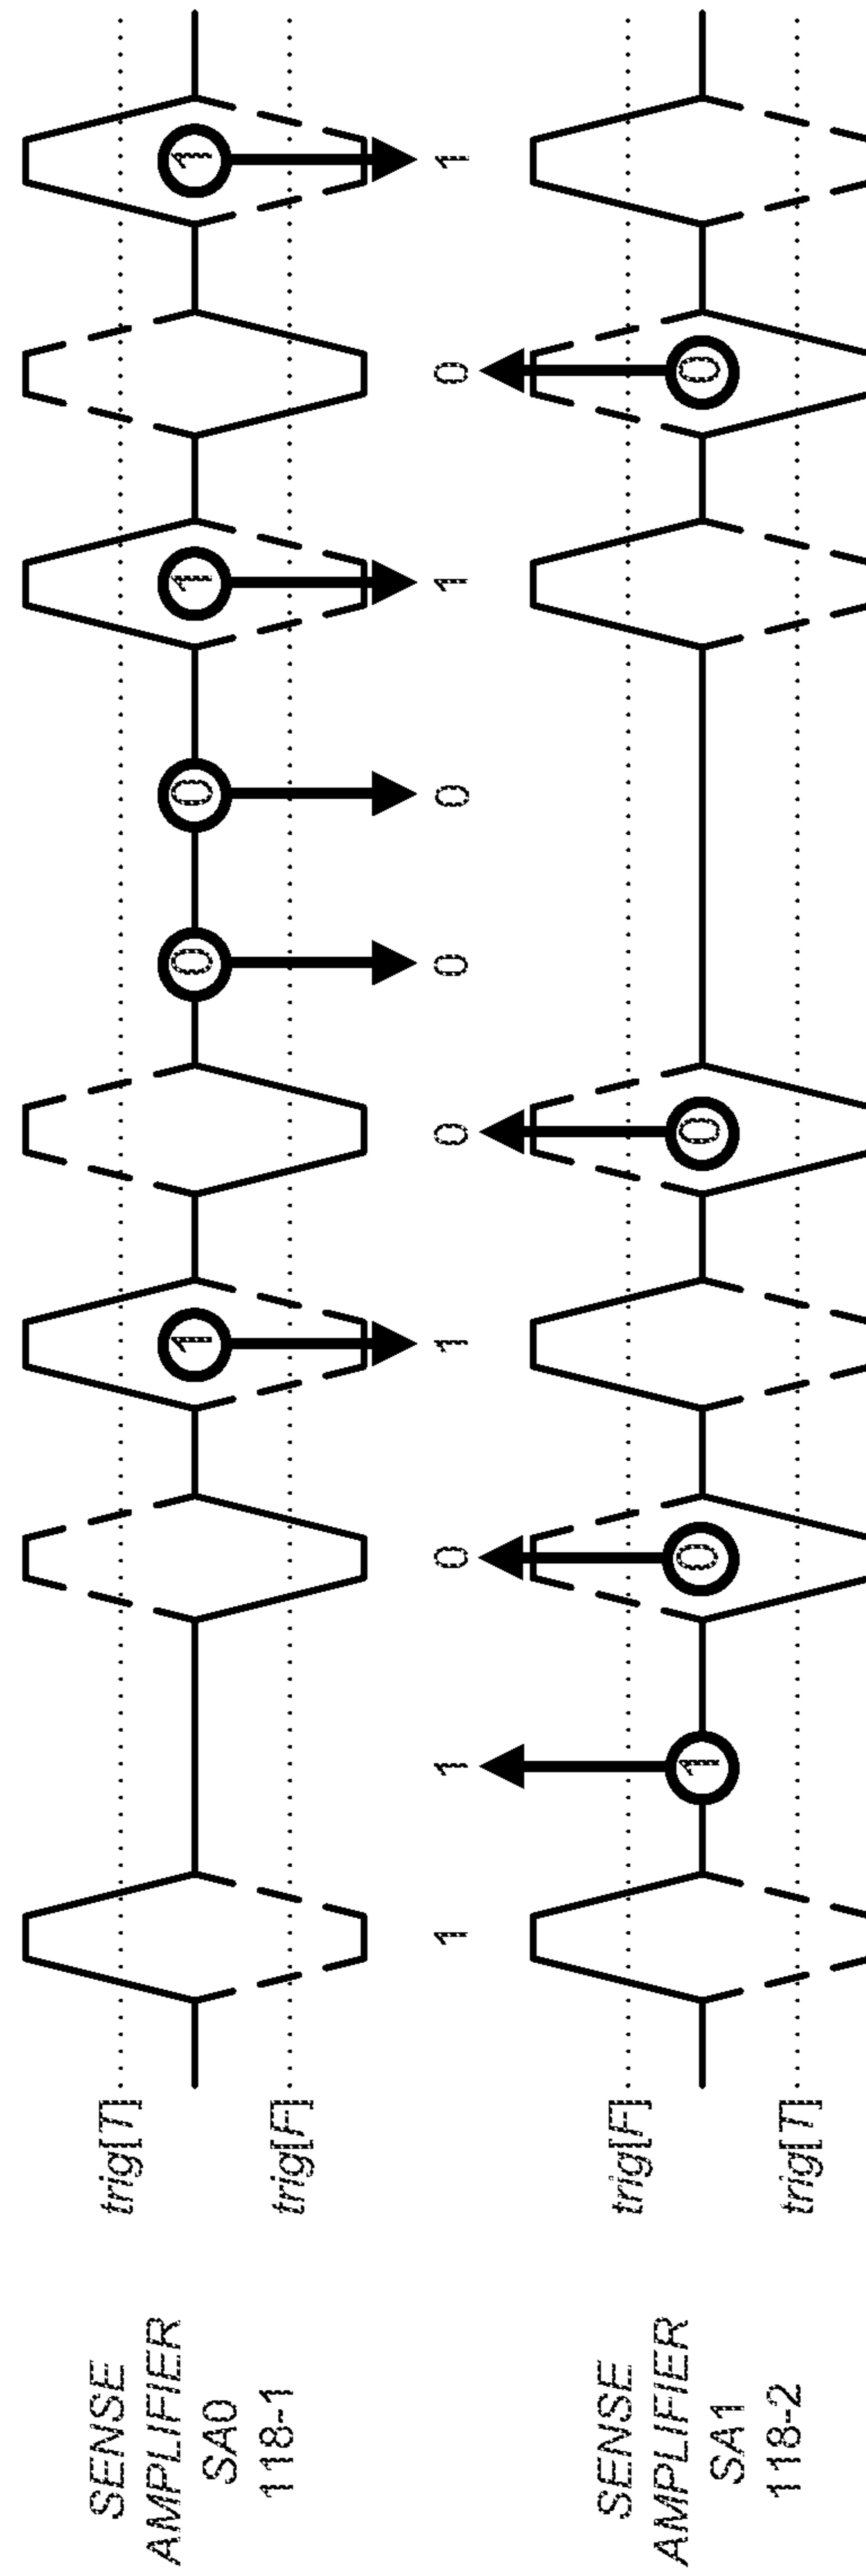 SENSE
AMPLIFIER
SA0
118-1
trig[T]
1 0 0 1 1
trig[F]
1 1 0 1 0 0 0 1 0 1
SENSE
AMPLIFIER
SA1
118-2
trig[F]
1 0 0 0
trig[T]